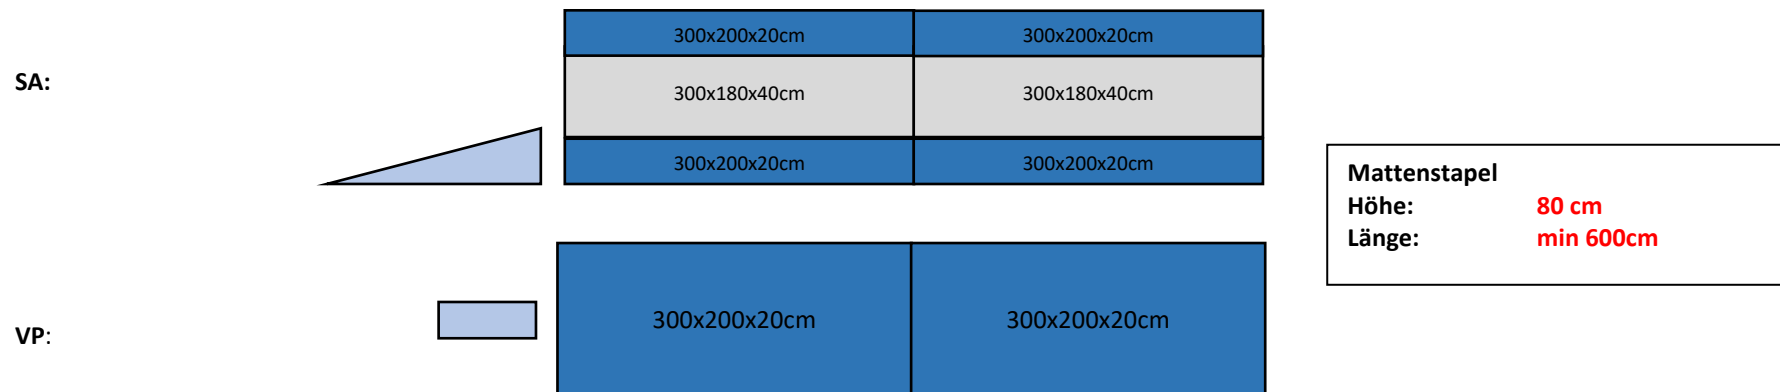 300x200x20cm 300x200x20cm
SA:
300x180x40cm 300x180x40cm
300x200x20cm 300x200x20cm
Mattenstapel
Höhe: 80 cm
Länge: min 600cm
300x200x20cm 300x200x20cm
VP: